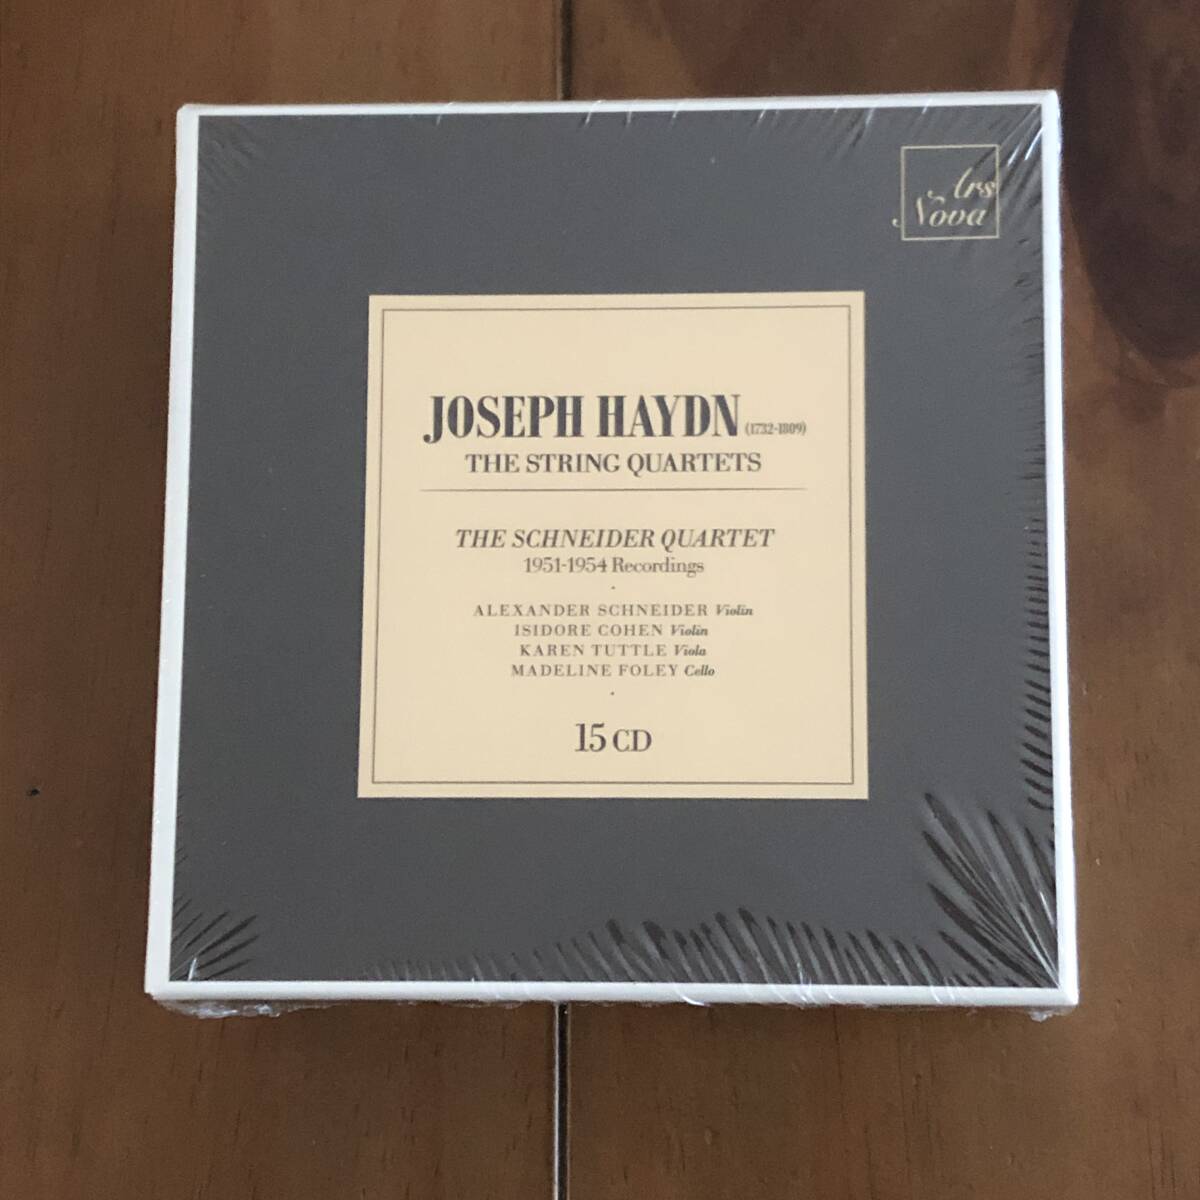 Ars
Nova
JOSEPH HAYDN (1732-1809)
THE STRING QUARTETS
THE SCHNEIDER QUARTET
1951-1954 Recordings
ALEXANDER SCHNEIDER Violin
ISIDORE COHEN Violin
KAREN TUTTLE Viola
MADELINE FOLEY Cello
15 CD